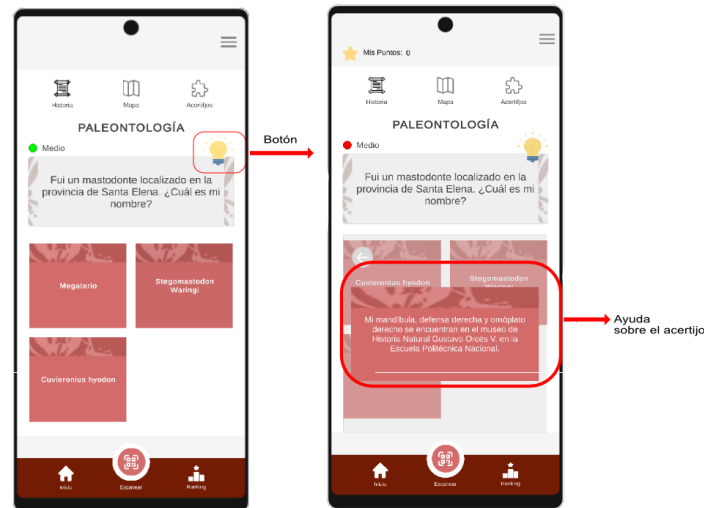 Historia
Mapa
Acertijos
PALEONTOLOGÍA
Medio
Fui un mastodonte localizado en la
provincia de Santa Elena. ¿Cuál es mi
nombre?
Megaterio
Stegomastodon
Waringi
Cuvieronius hyodon
Inicio
Escanear
Ranking
Botón
Mis Puntos: 0
Historia
Mapa
Acertijos
PALEONTOLOGÍA
Medio
Fui un mastodonte localizado en la
provincia de Santa Elena. ¿Cuál es mi
nombre?
Cuvieronius hyodon
Stegomastodon
Waringi
Mi mandíbula, defensa derecha y omóplato
derecho se encuentran en el museo de
Historia Natural Gustavo Orcés V. en la
Escuela Politécnica Nacional.
Inicio
Escanear
Ranking
Ayuda
sobre el acertijo